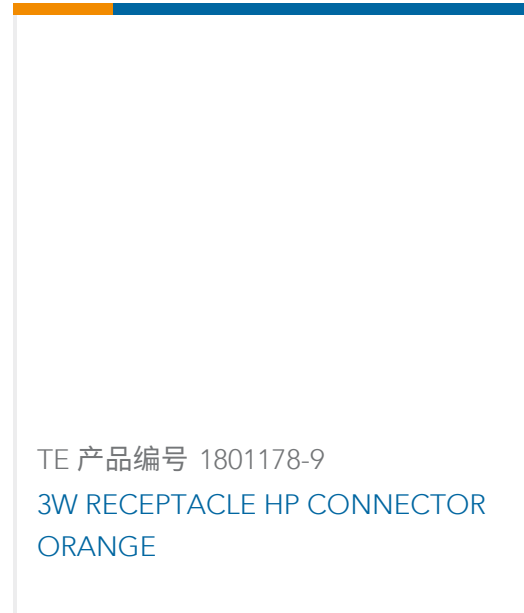 TE 产品编号 1801178-9
3W RECEPTACLE HP CONNECTOR
ORANGE